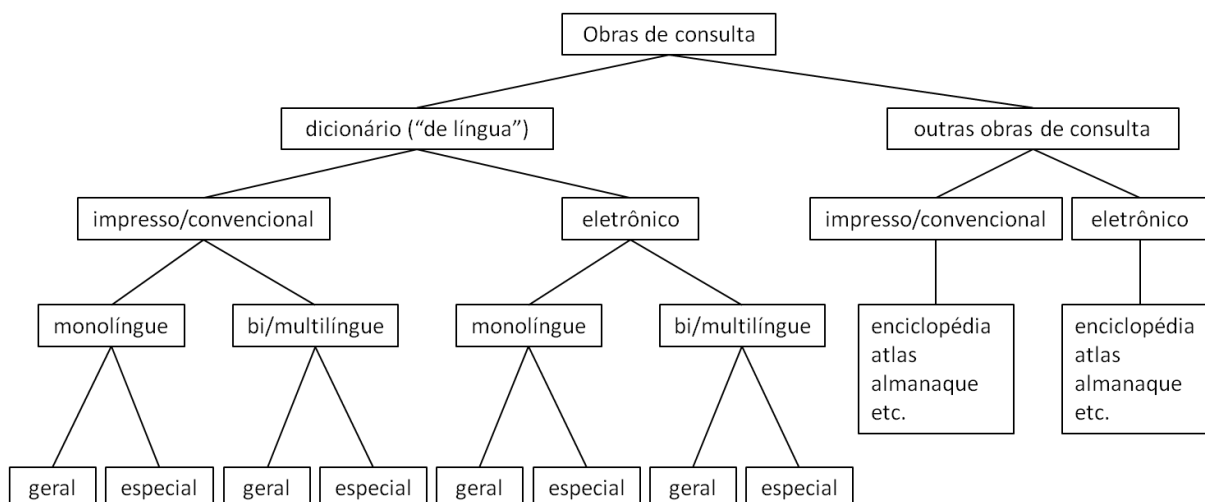 Obras de consulta
dicionário (“de língua”)
outras obras de consulta
impresso/convencional
eletrônico
impresso/convencional
eletrônico
monolíngue
bi/multilíngue
monolíngue
bi/multilíngue
enciclopédia
atlas
almanaque
etc.
enciclopédia
atlas
almanaque
etc.
geral
especial
geral
especial
geral
especial
geral
especial